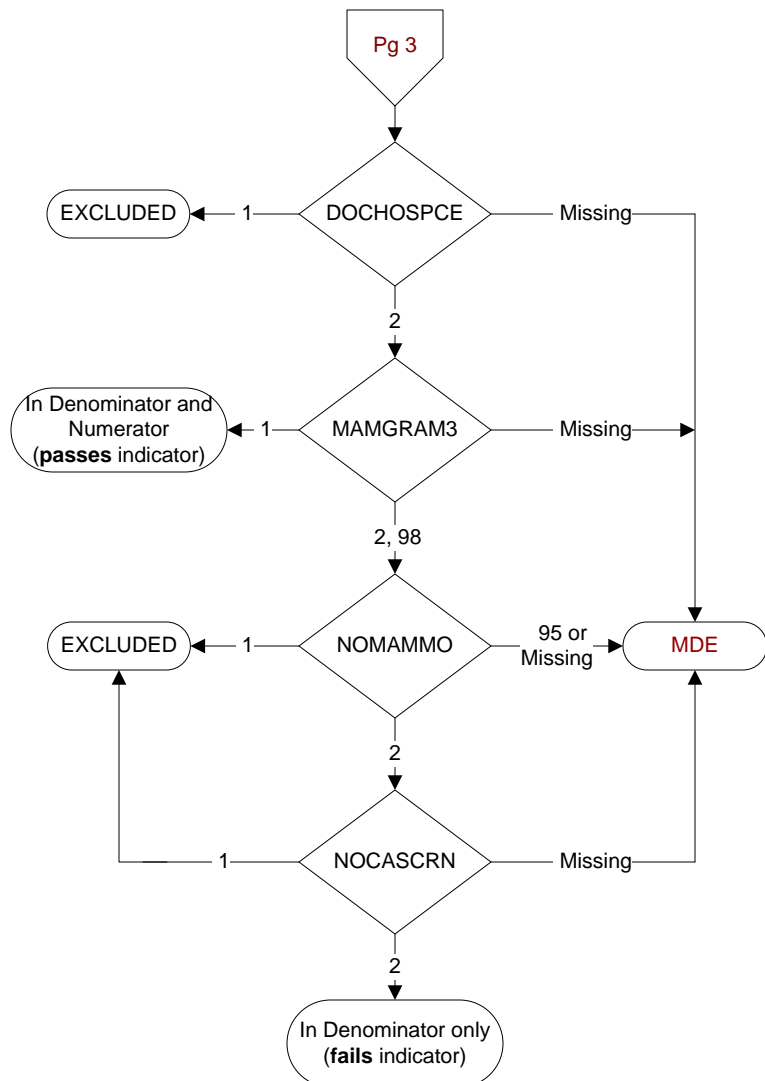 Pg 3
EXCLUDED
1
DOCHOSPCE
Missing
2
In Denominator and
Numerator
(passes indicator)
1
MAMGRAM3
Missing
2, 98
EXCLUDED
1
NOMAMMO
95 or
Missing
MDE
2
1
NOCASCRN
Missing
2
In Denominator only
(fails indicator)